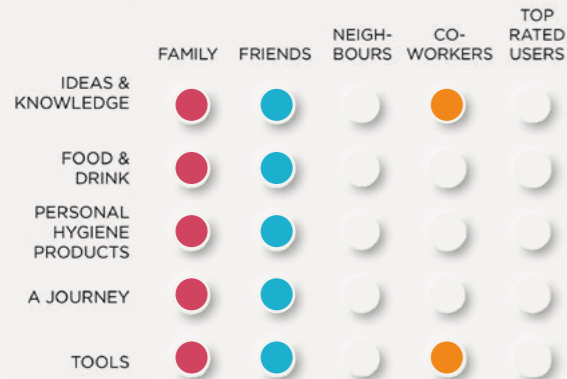 FAMILY
FRIENDS
NEIGH-
BOURS
CO-
WORKERS
TOP
RATED
USERS
IDEAS &
KNOWLEDGE
FOOD &
DRINK
PERSONAL
HYGIENE
PRODUCTS
A JOURNEY
TOOLS